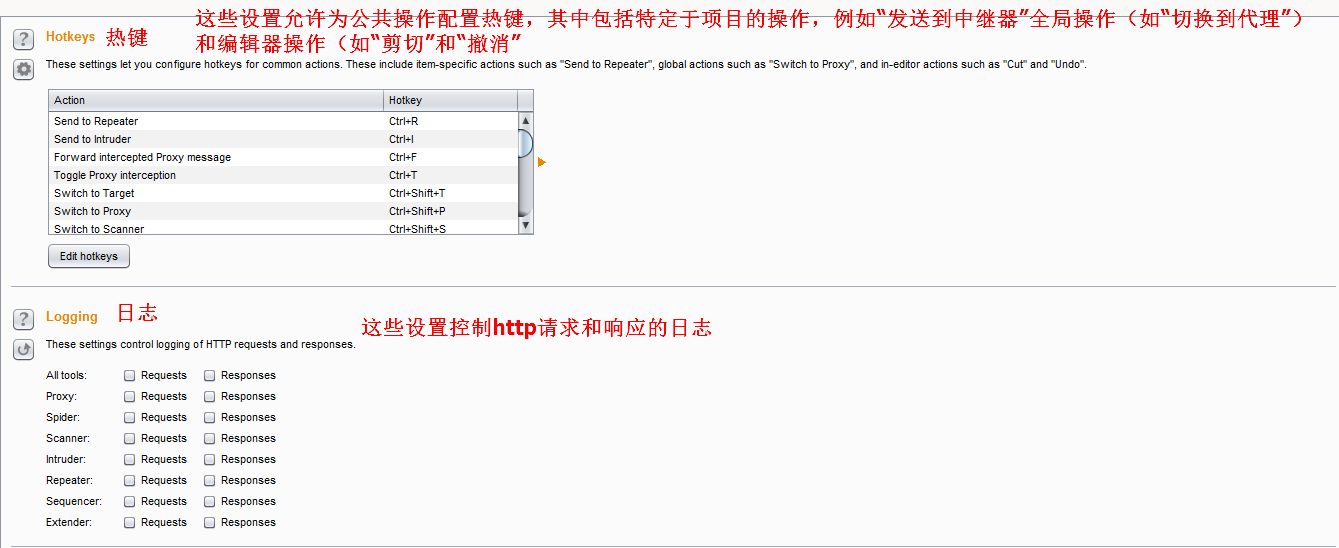 这些设置允许为公共操作配置热键，其中包括特定于项目的操作，例如“发送到中继器”全局操作（如“切换到代理”）
Hotkeys 热键
和编辑器操作（如“剪切”和“撤消”
These settings let you configure hotkeys for common actions. These include item-specific actions such as "Send to Repeater", global actions such as "Switch to Proxy", and in-editor actions such as "Cut" and "Undo".
Action Hotkey
Send to Repeater Ctrl+R
Send to Intruder Ctrl+I
Forward intercepted Proxy message Ctrl+F
Toggle Proxy interception Ctrl+T
Switch to Target Ctrl+Shift+T
Switch to Proxy Ctrl+Shift+P
Switch to Scanner Ctrl+Shift+S
Edit hotkeys
Logging 日志
这些设置控制http请求和响应的日志
These settings control logging of HTTP requests and responses.
All tools: Requests Responses
Proxy: Requests Responses
Spider: Requests Responses
Scanner: Requests Responses
Intruder: Requests Responses
Repeater: Requests Responses
Sequencer: Requests Responses
Extender: Requests Responses